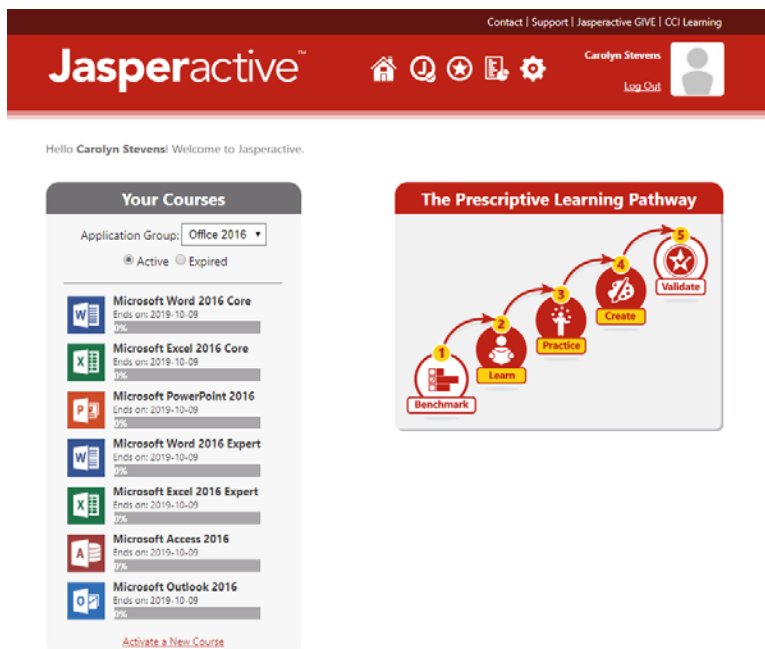 Contact | Support | Jasperactive GIVE | CCI Learning
Jasperactive™
Carolyn Stevens
Log Out
Hello Carolyn Stevens! Welcome to Jasperactive.
Your Courses
Application Group: Office 2016
Active Expired
Microsoft Word 2016 Core
Ends on: 2019-10-09
0%
Microsoft Excel 2016 Core
Ends on: 2019-10-09
0%
Microsoft PowerPoint 2016
Ends on: 2019-10-09
0%
Microsoft Word 2016 Expert
Ends on: 2019-10-09
0%
Microsoft Excel 2016 Expert
Ends on: 2019-10-09
0%
Microsoft Access 2016
Ends on: 2019-10-09
0%
Microsoft Outlook 2016
Ends on: 2019-10-09
0%
Activate a New Course
The Prescriptive Learning Pathway
1
Benchmark
2
Learn
3
Practice
4
Create
5
Validate